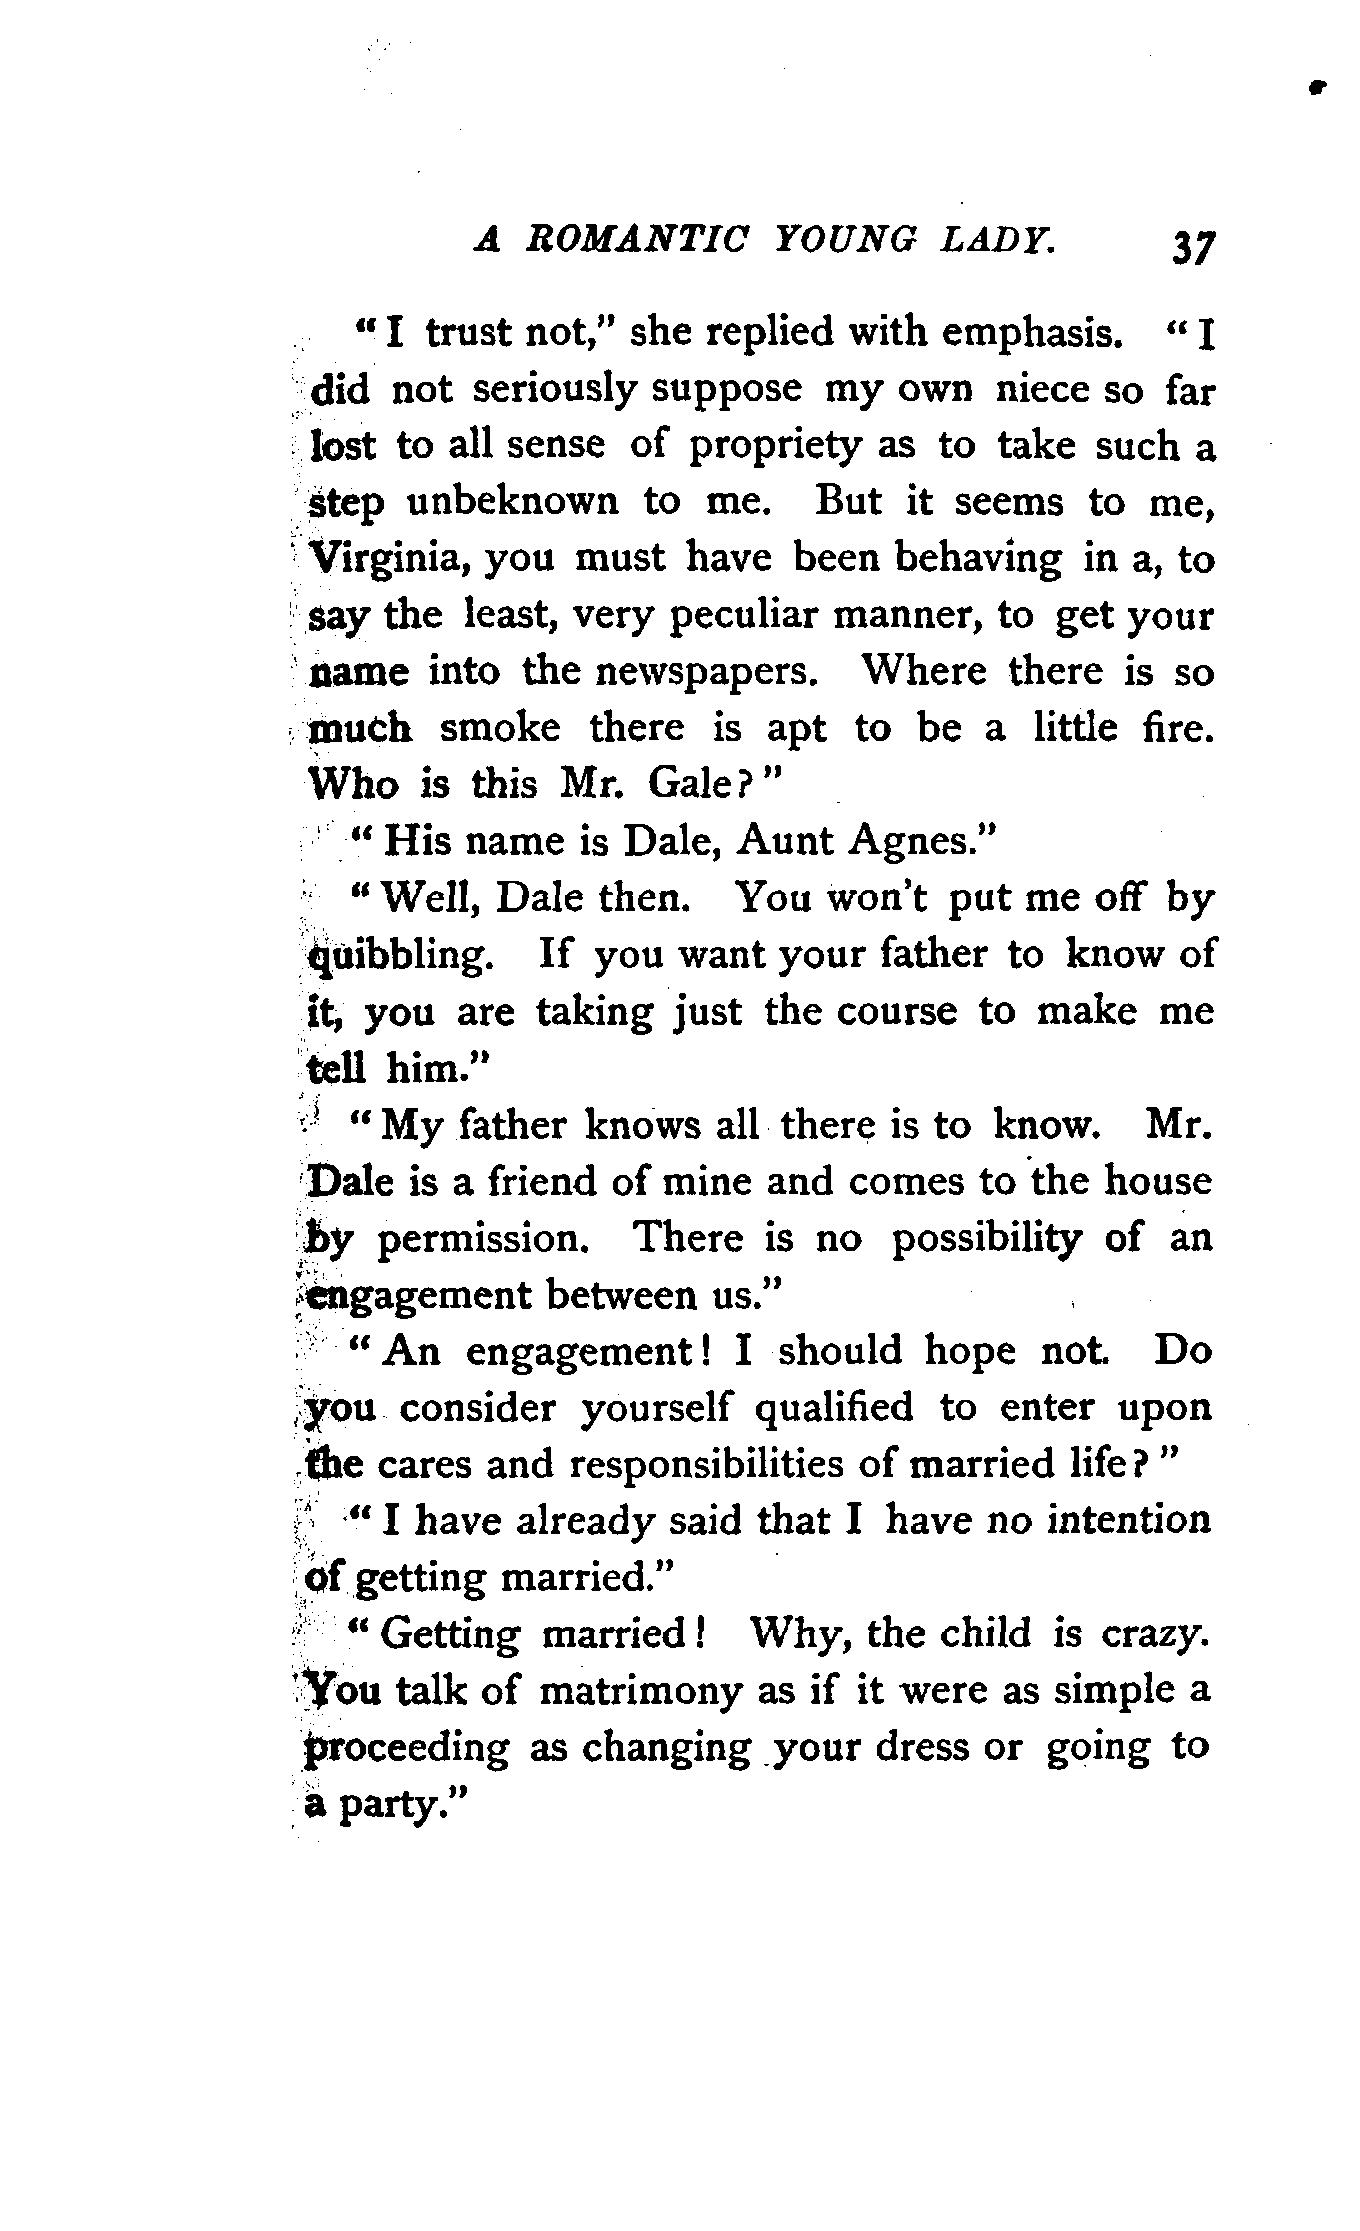 A ROMANTIC YOUNG LADY. 37
"I trust not," she replied with emphasis. "I
did not seriously suppose my own niece so far
lost to all sense of propriety as to take such a
step unbeknown to me. But it seems to me,
Virginia, you must have been behaving in a, to
say the least, very peculiar manner, to get your
name into the newspapers. Where there is so
much smoke there is apt to be a little fire.
Who is this Mr. Gale?"
"His name is Dale, Aunt Agnes."
"Well, Dale then. You won't put me off by
quibbling. If you want your father to know of
it, you are taking just the course to make me
tell him."
"My father knows all there is to know. Mr.
Dale is a friend of mine and comes to the house
by permission. There is no possibility of an
engagement between us."
"An engagement! I should hope not. Do
you consider yourself qualified to enter upon
the cares and responsibilities of married life?"
"I have already said that I have no intention
of getting married."
"Getting married! Why, the child is crazy.
You talk of matrimony as if it were as simple a
proceeding as changing your dress or going to
a party."